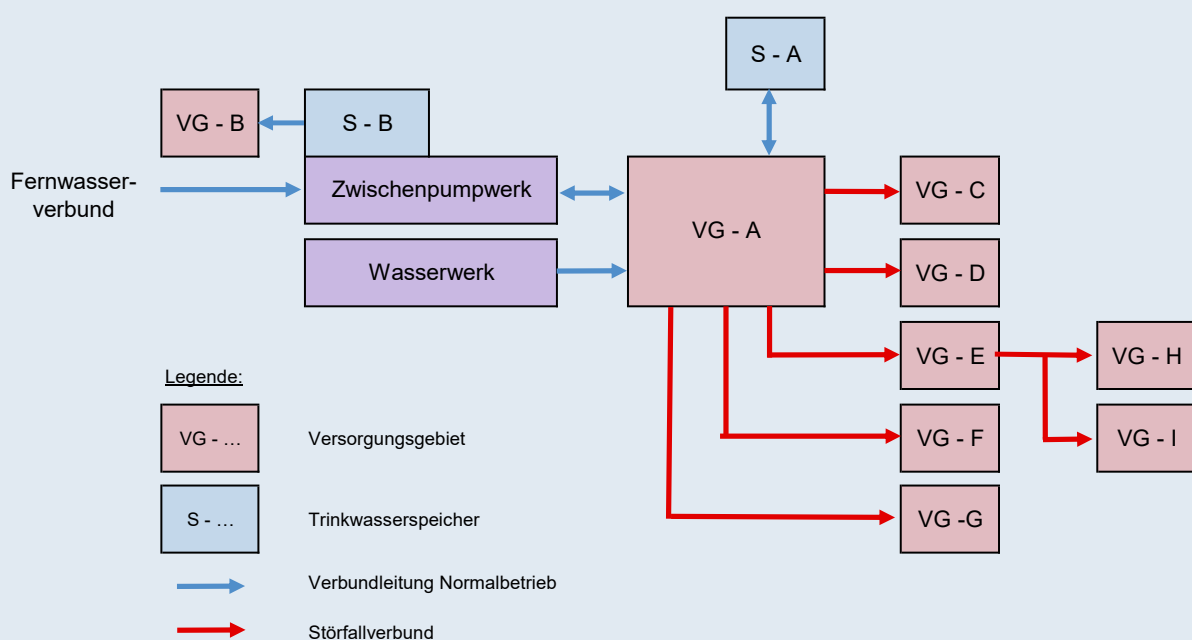 S - A
VG - B
S - B
Fernwasser-
verbund
Zwischenpumpwerk
Wasserwerk
VG - A
VG - C
VG - D
VG - E
VG - H
VG - F
VG - I
VG -G
Legende:
VG - ...
Versorgungsgebiet
S - ...
Trinkwasserspeicher
Verbundleitung Normalbetrieb
Störfallverbund